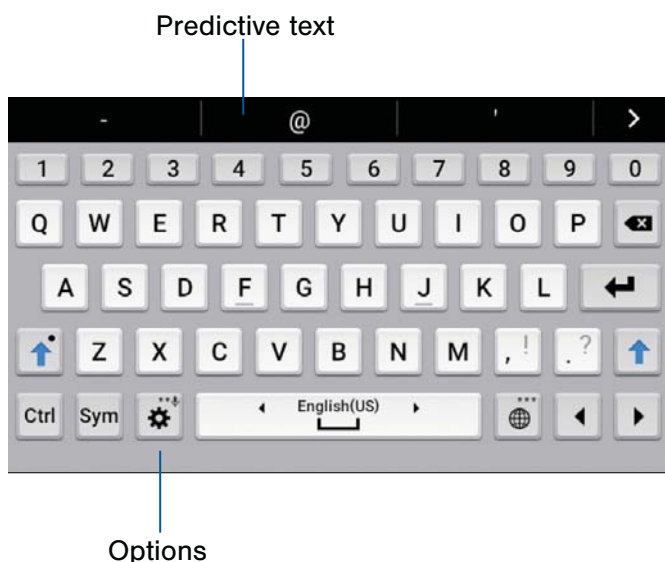 Predictive text
- @ '
1 2 3 4 5 6 7 8 9 0
Q W E R T Y U I O P
A S D F G H J K L
Z X C V B N M , ! . ?
Ctrl Sym English(US)
Options